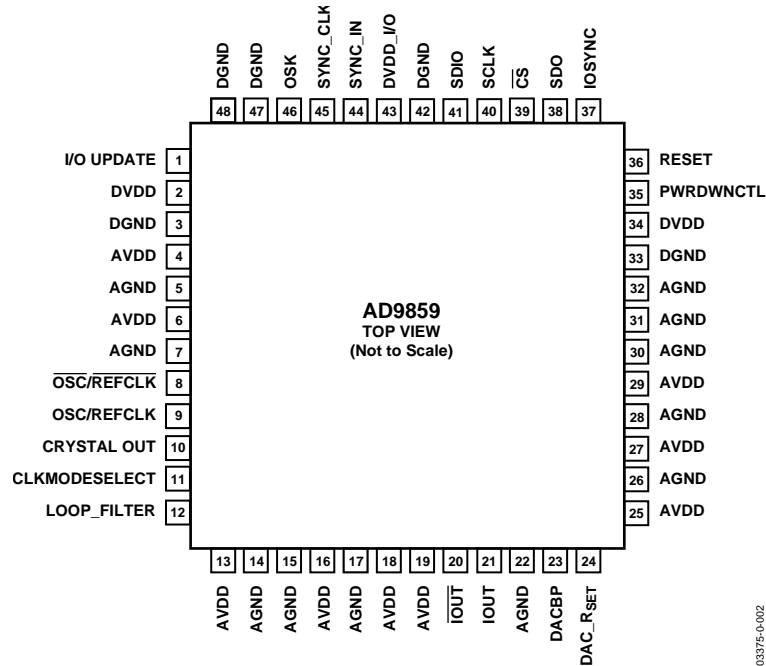 DGND
DGND
OSK
SYNC_CLK
SYNC_IN
DVDD_I/O
DGND
SDIO
SCLK
CS
SDO
IOSYNC
48 47 46 45 44 43 42 41 40 39 38 37
I/O UPDATE 1
DVDD 2
DGND 3
AVDD 4
AGND 5
AVDD 6
AGND 7
OSC/REFCLK 8
OSC/REFCLK 9
CRYSTAL OUT 10
CLKMODESELECT 11
LOOP_FILTER 12
AD9859
TOP VIEW
(Not to Scale)
36 RESET
35 PWRDWNCTL
34 DVDD
33 DGND
32 AGND
31 AGND
30 AGND
29 AVDD
28 AGND
27 AVDD
26 AGND
25 AVDD
13 14 15 16 17 18 19 20 21 22 23 24
AVDD
AGND
AGND
AVDD
AGND
AVDD
AVDD
IOUT
IOUT
AGND
DACBP
DAC_RSET
03375-0-002